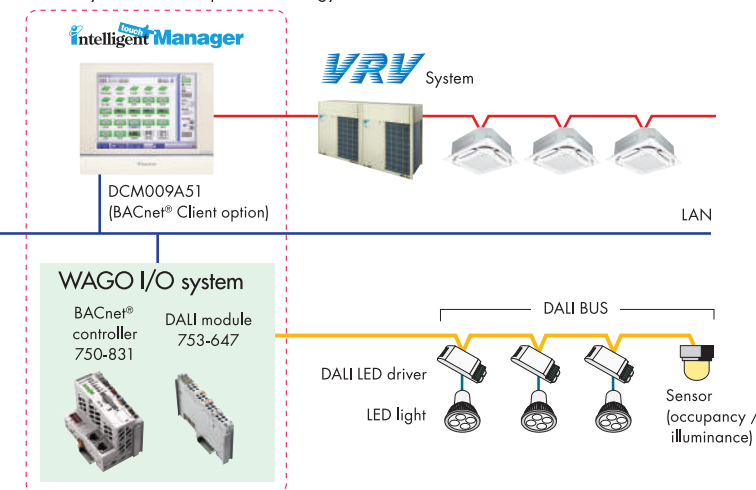 intelligent touch Manager
VRV System
DCM009A51
(BACnet® Client option)
LAN
WAGO I/O system
BACnet®
controller
750-831
DALI module
753-647
DALI BUS
DALI LED driver
LED light
Sensor
(occupancy /
illuminance)